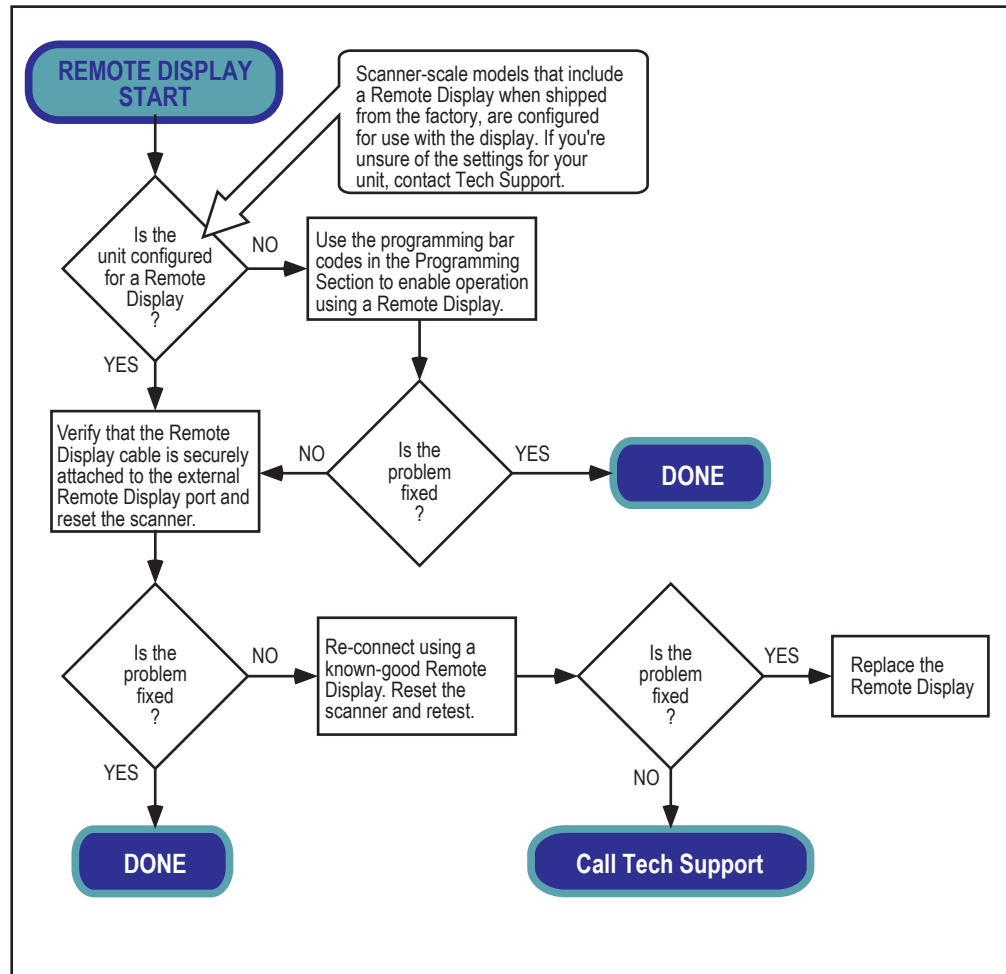 REMOTE DISPLAY
START
Scanner-scale models that include
a Remote Display when shipped
from the factory, are configured
for use with the display. If you're
unsure of the settings for your
unit, contact Tech Support.
Is the
unit configured
for a Remote
Display
?
NO
Use the programming bar
codes in the Programming
Section to enable operation
using a Remote Display.
YES
Verify that the Remote
Display cable is securely
attached to the external
Remote Display port and
reset the scanner.
NO
Is the
problem
fixed
?
YES
DONE
Is the
problem
fixed
?
NO
Re-connect using a
known-good Remote
Display. Reset the
scanner and retest.
Is the
problem
fixed
?
YES
Replace the
Remote Display
YES
NO
DONE
Call Tech Support